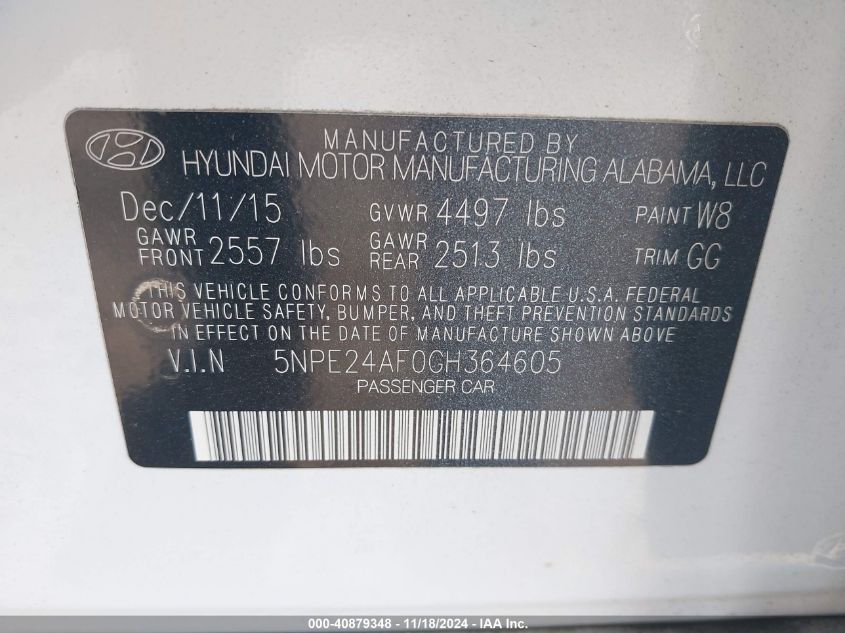 MANUFACTURED BY
HYUNDAI MOTOR MANUFACTURING ALABAMA, LLC
Dec/11/15 GVWR 4497 lbs PAINT W8
GAWR FRONT 2557 lbs GAWR REAR 2513 lbs TRIM GG
THIS VEHICLE CONFORMS TO ALL APPLICABLE U.S.A. FEDERAL
MOTOR VEHICLE SAFETY, BUMPER, AND THEFT PREVENTION STANDARDS
IN EFFECT ON THE DATE OF MANUFACTURE SHOWN ABOVE
V.I.N 5NPE24AF0GH364605
PASSENGER CAR
000-40879348 - 11/18/2024 - IAA Inc.